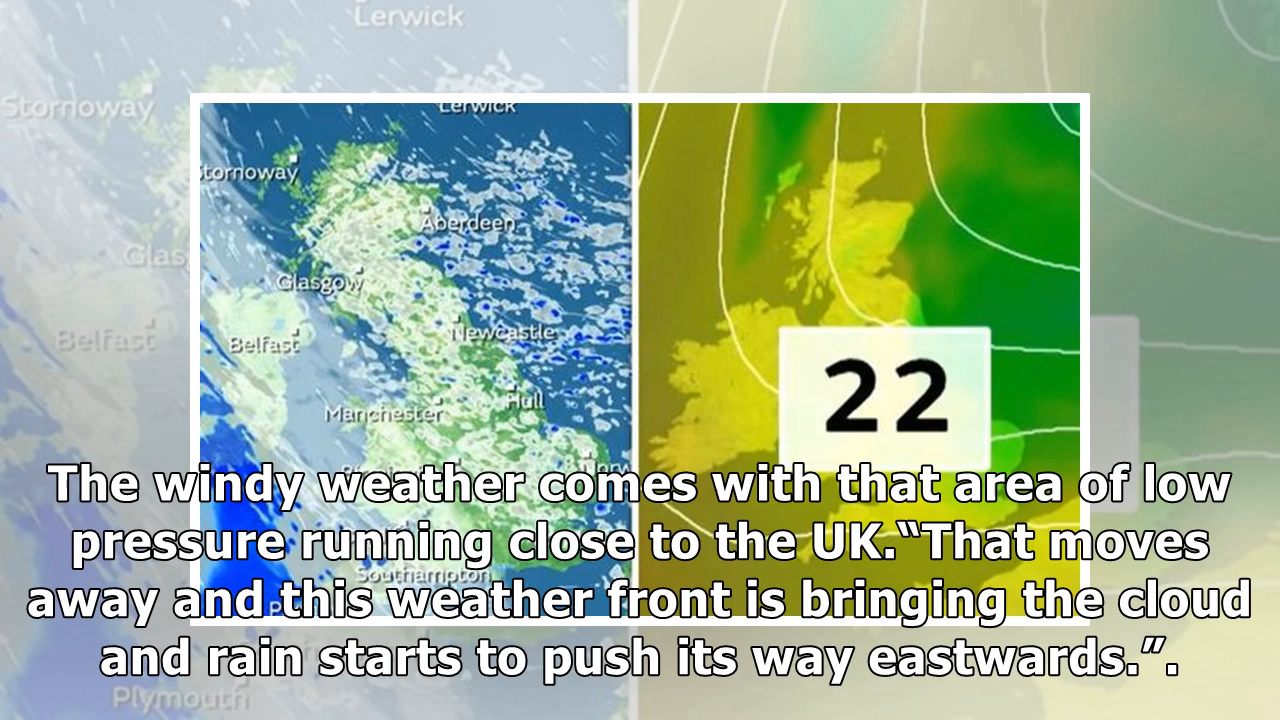 Lerwick
Stornoway
Lerwick
Stornoway
Aberdeen
Glas
Glasgow
Newcastle
Belfast
Belfast
Hull
Manchester
22
The windy weather comes with that area of low
pressure running close to the UK.“That moves
away and this weather front is bringing the cloud
and rain starts to push its way eastwards.”.
Southampton
Plymouth